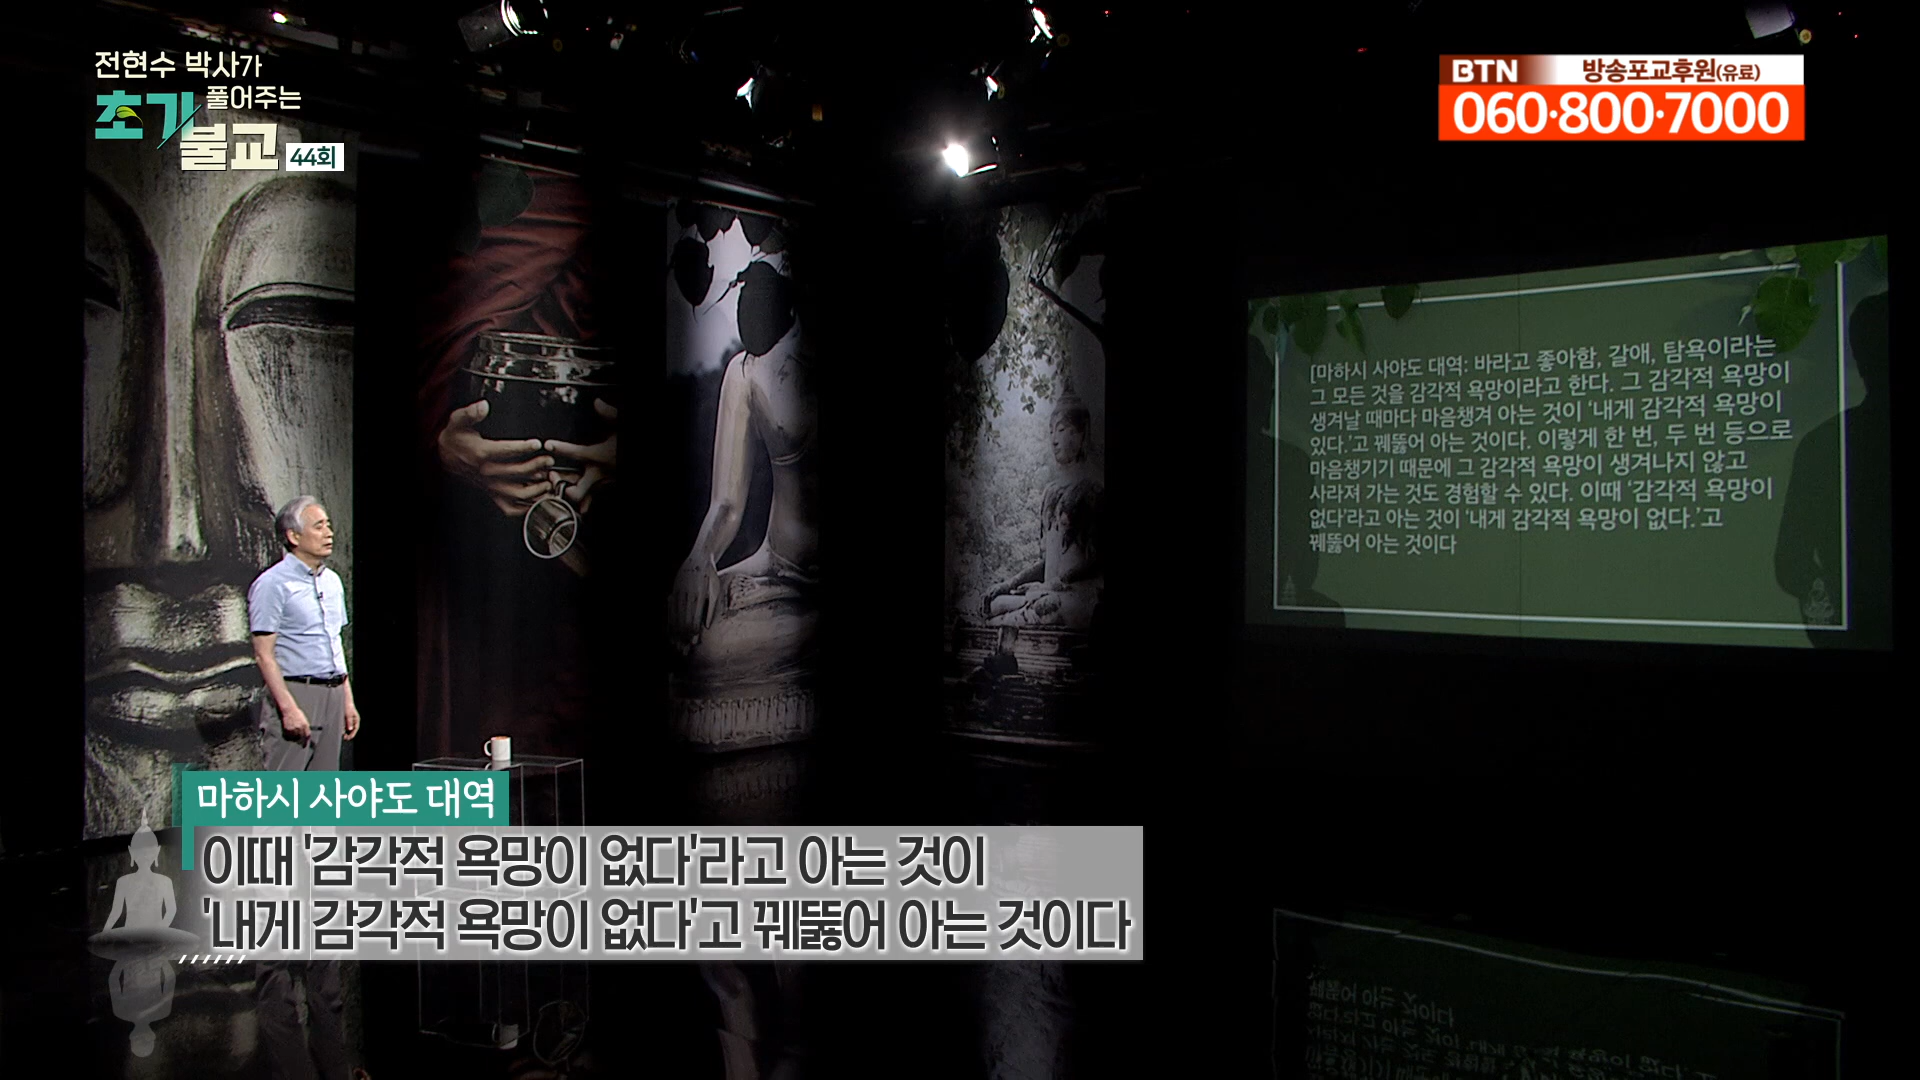 전현수 박사가
풀어주는
초기
불교 44회
BTN 방송포교후원(유료)
060·800·7000
[마하시 사야도 대역: 바라고 좋아함, 갈애, 탐욕이라는
그 모든 것을 감각적 욕망이라고 한다. 그 감각적 욕망이
생겨날 때마다 마음챙겨 아는 것이 ‘내게 감각적 욕망이
있다.’고 꿰뚫어 아는 것이다. 이렇게 한 번, 두 번 등으로
마음챙기기 때문에 그 감각적 욕망이 생겨나지 않고
사라져 가는 것도 경험할 수 있다. 이때 ‘감각적 욕망이
없다’라고 아는 것이 ‘내게 감각적 욕망이 없다.’고
꿰뚫어 아는 것이다
마하시 사야도 대역
이때 '감각적 욕망이 없다'라고 아는 것이
'내게 감각적 욕망이 없다'고 꿰뚫어 아는 것이다